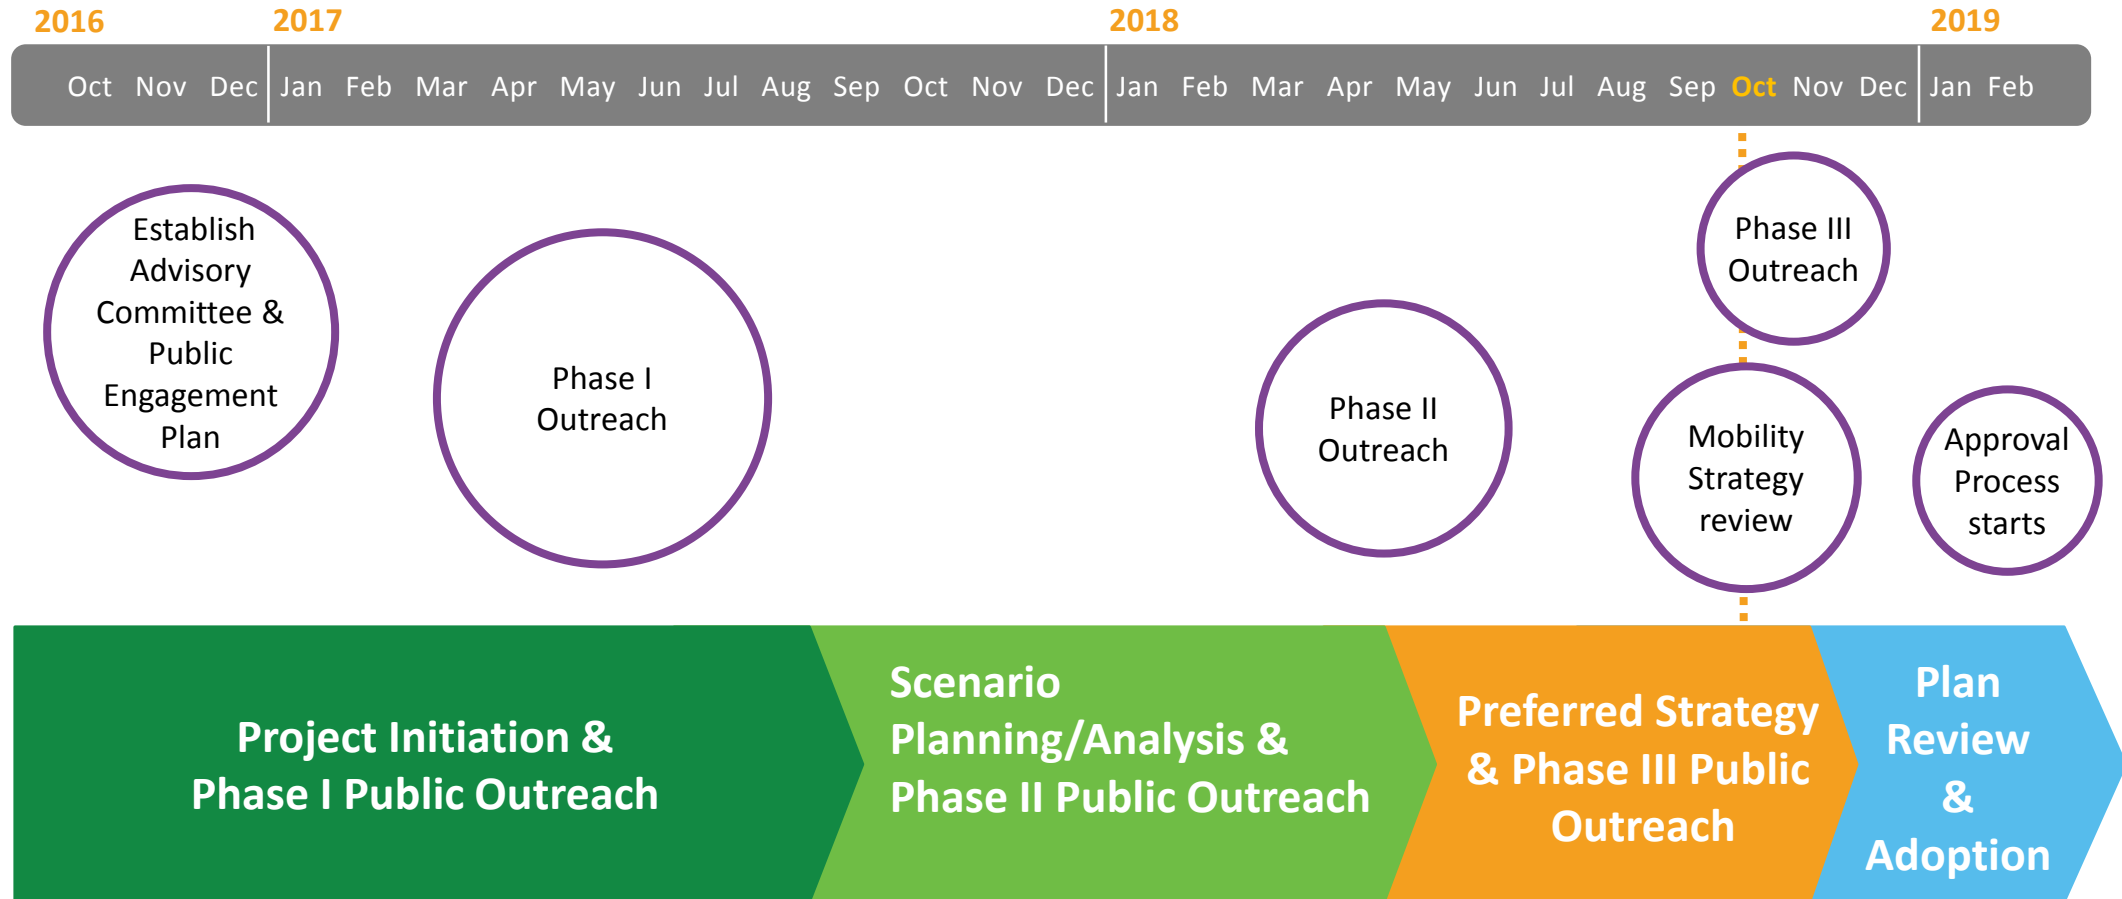 2016 2017 2018 2019
Oct Nov Dec Jan Feb Mar Apr May Jun Jul Aug Sep Oct Nov Dec Jan Feb Mar Apr May Jun Jul Aug Sep Oct Nov Dec Jan Feb
Establish
Advisory
Committee &
Public
Engagement
Plan
Phase I
Outreach
Phase II
Outreach
Phase III
Outreach
Mobility
Strategy
review
Approval
Process
starts
Project Initiation &
Phase I Public Outreach
Scenario
Planning/Analysis &
Phase II Public Outreach
Preferred Strategy
& Phase III Public
Outreach
Plan
Review
&
Adoption